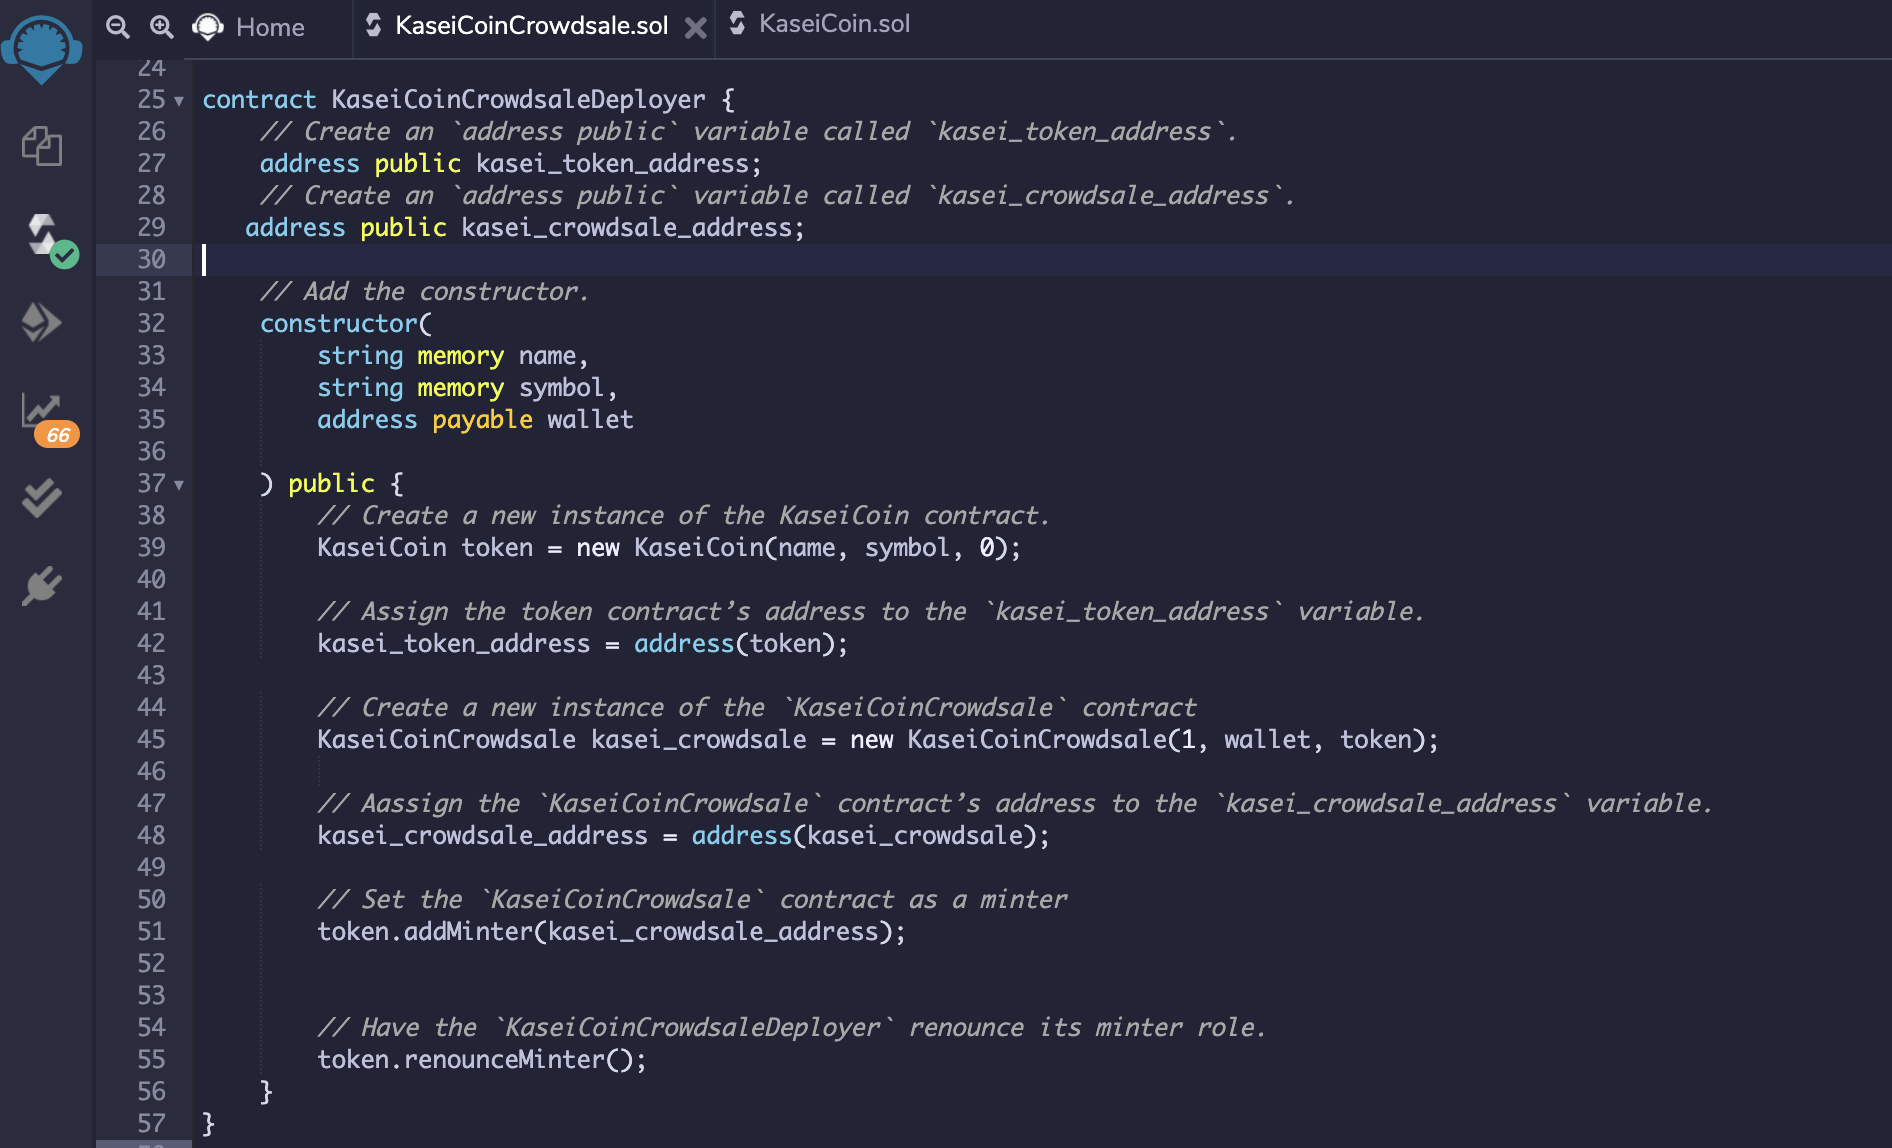 Home
KaseiCoinCrowdsale.sol
KaseiCoin.sol
66
24
25 contract KaseiCoinCrowdsaleDeployer {
26 // Create an `address public` variable called `kasei_token_address`.
27 address public kasei_token_address;
28 // Create an `address public` variable called `kasei_crowdsale_address`.
29 address public kasei_crowdsale_address;
30
31 // Add the constructor.
32 constructor(
33 string memory name,
34 string memory symbol,
35 address payable wallet
36
37 ) public {
38 // Create a new instance of the KaseiCoin contract.
39 KaseiCoin token = new KaseiCoin(name, symbol, 0);
40
41 // Assign the token contract’s address to the `kasei_token_address` variable.
42 kasei_token_address = address(token);
43
44 // Create a new instance of the `KaseiCoinCrowdsale` contract
45 KaseiCoinCrowdsale kasei_crowdsale = new KaseiCoinCrowdsale(1, wallet, token);
46
47 // Aassign the `KaseiCoinCrowdsale` contract’s address to the `kasei_crowdsale_address` variable.
48 kasei_crowdsale_address = address(kasei_crowdsale);
49
50 // Set the `KaseiCoinCrowdsale` contract as a minter
51 token.addMinter(kasei_crowdsale_address);
52
53
54 // Have the `KaseiCoinCrowdsaleDeployer` renounce its minter role.
55 token.renounceMinter();
56 }
57 }